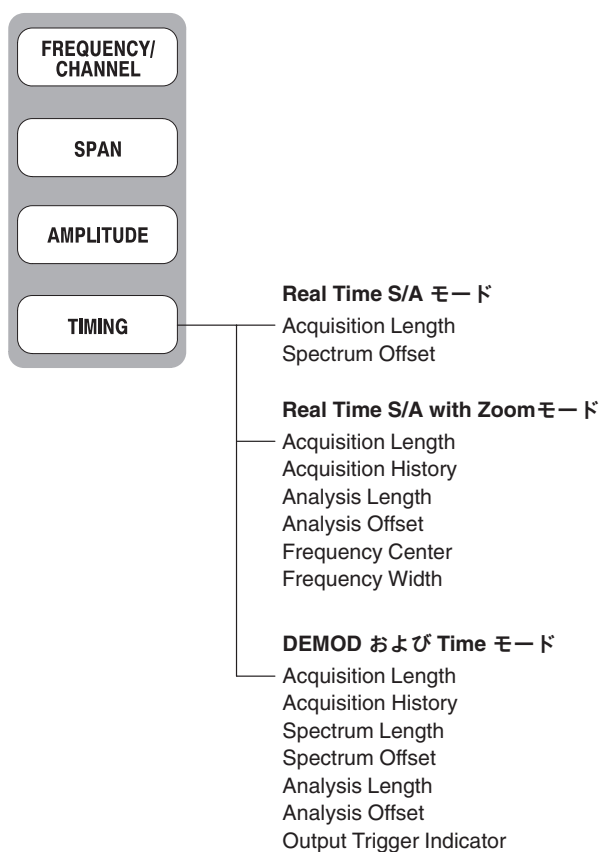 FREQUENCY/
CHANNEL
SPAN
AMPLITUDE
TIMING
Real Time S/A モード
Acquisition Length
Spectrum Offset
Real Time S/A with Zoomモード
Acquisition Length
Acquisition History
Analysis Length
Analysis Offset
Frequency Center
Frequency Width
DEMOD および Time モード
Acquisition Length
Acquisition History
Spectrum Length
Spectrum Offset
Analysis Length
Analysis Offset
Output Trigger Indicator